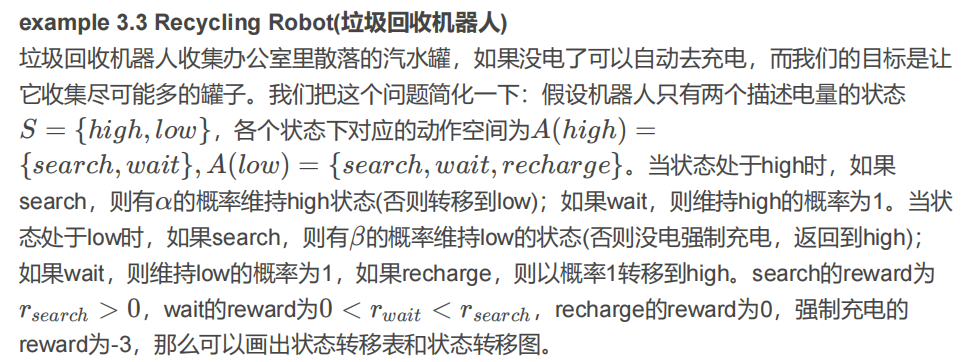 example 3.3 Recycling Robot(垃圾回收机器人)
垃圾回收机器人收集办公室里散落的汽水罐，如果没电了可以自动去充电，而我们的目标是让
它收集尽可能多的罐子。我们把这个问题简化一下：假设机器人只有两个描述电量的状态
S = {high, low}，各个状态下对应的动作空间为A(high) =
{search, wait}, A(low) = {search, wait, recharge}。当状态处于high时，如果
search，则有α的概率维持high状态(否则转移到low)；如果wait，则维持high的概率为1。当状
态处于low时，如果search，则有β的概率维持low的状态(否则没电强制充电，返回到high)；
如果wait，则维持low的概率为1，如果recharge，则以概率1转移到high。search的reward为
r_{search} > 0，wait的reward为0 < r_{wait} < r_{search}，recharge的reward为0，强制充电的
reward为-3，那么可以画出状态转移表和状态转移图。